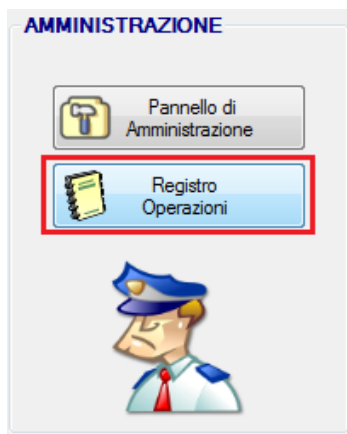 AMMINISTRAZIONE
Pannello di
Amministrazione
Registro
Operazioni